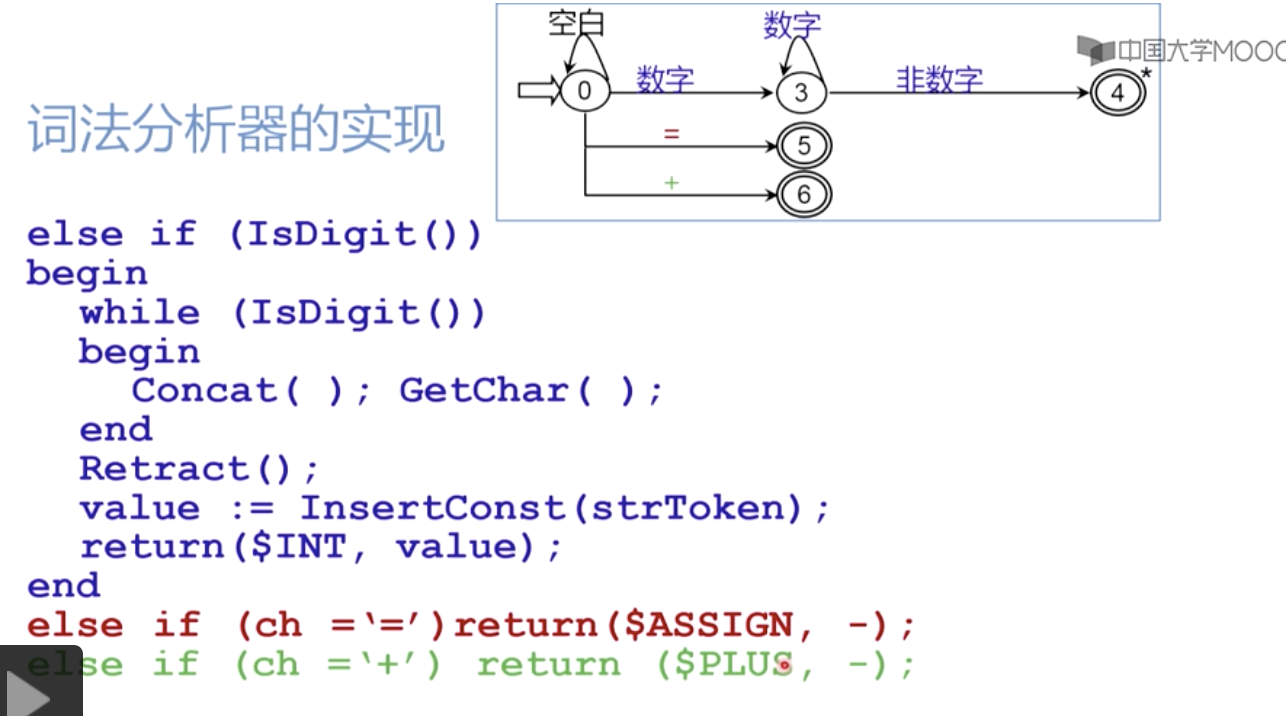 空白
数字
中国大学MOOC
0
数字
3
非数字
4
*
=
5
+
6
词法分析器的实现
else if (IsDigit())
begin
while (IsDigit())
begin
Concat( ); GetChar( );
end
Retract();
value := InsertConst(strToken);
return($INT, value);
end
else if (ch =‵=′)return($ASSIGN, -);
else if (ch =‵+′) return ($PLUS, -);